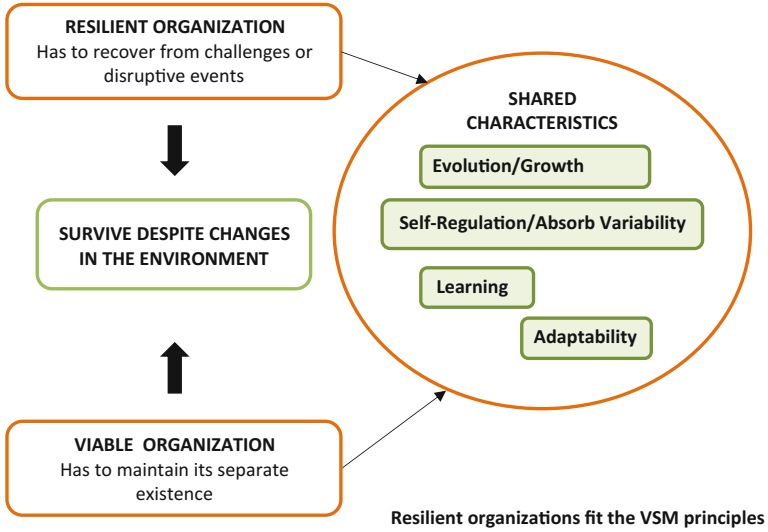 RESILIENT ORGANIZATION
Has to recover from challenges or
disruptive events
SURVIVE DESPITE CHANGES
IN THE ENVIRONMENT
VIABLE ORGANIZATION
Has to maintain its separate
existence
SHARED
CHARACTERISTICS
Evolution/Growth
Self-Regulation/Absorb Variability
Learning
Adaptability
Resilient organizations fit the VSM principles